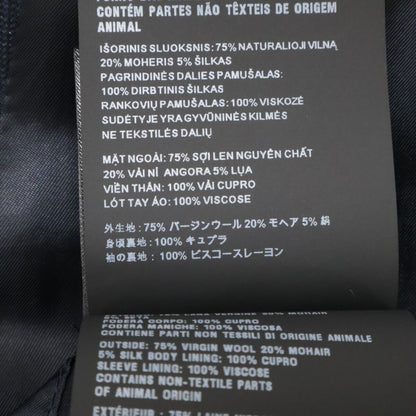 CONTÉM PARTES NÃO TÊXTEIS DE ORIGEM
ANIMAL
IŠORINIS SLUOKSNIS: 75% NATURALIOJI VILNA
20% MOHERIS 5% ŠILKAS
PAGRINDINĖS DALIES PAMUŠALAS:
100% DIRBTINIS ŠILKAS
RANKOVIŲ PAMUŠALAS: 100% VISKOZĖ
SUDĖTYJE YRA GYVŪNINĖS KILMĖS
NE TEKSTILĖS DALIŲ
MẶT NGOÀI: 75% SỢI LEN NGUYÊN CHẤT
20% VẢI NỈ ANGORA 5% LỤA
VIỀN THÂN: 100% VẢI CUPRO
LÓT TAY ÁO: 100% VISCOSE
外生地: 75% バージンウール 20% モヘア 5% 絹
身頃裏地: 100% キュプラ
袖の裏地: 100% ビスコースレーヨン
FODERA CORPO: 100% CUPRO
FODERA MANICHE: 100% VISCOSA
CONTIENE PARTI NON TESSILI DI ORIGINE ANIMALE
OUTSIDE: 75% VIRGIN WOOL 20% MOHAIR
5% SILK BODY LINING: 100% CUPRO
SLEEVE LINING: 100% VISCOSE
CONTAINS NON-TEXTILE PARTS
OF ANIMAL ORIGIN
EXTÉRIEUR: 75%